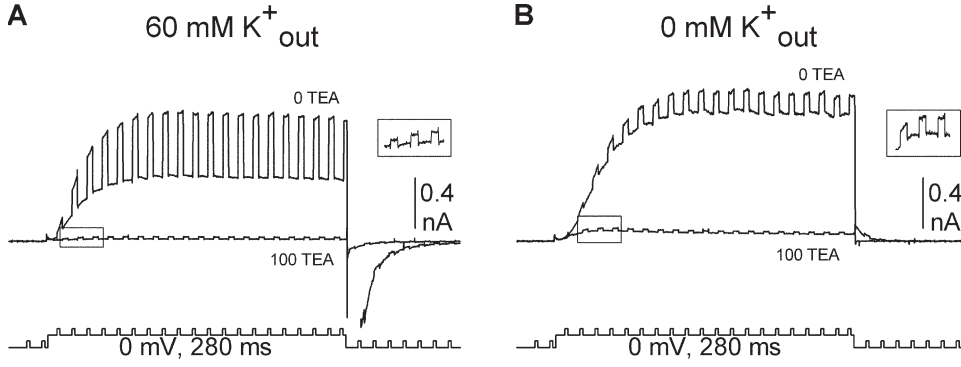 A
60 mM K+out
0 TEA
0.4
nA
100 TEA
0 mV, 280 ms
B
0 mM K+out
0 TEA
0.4
nA
100 TEA
0 mV, 280 ms